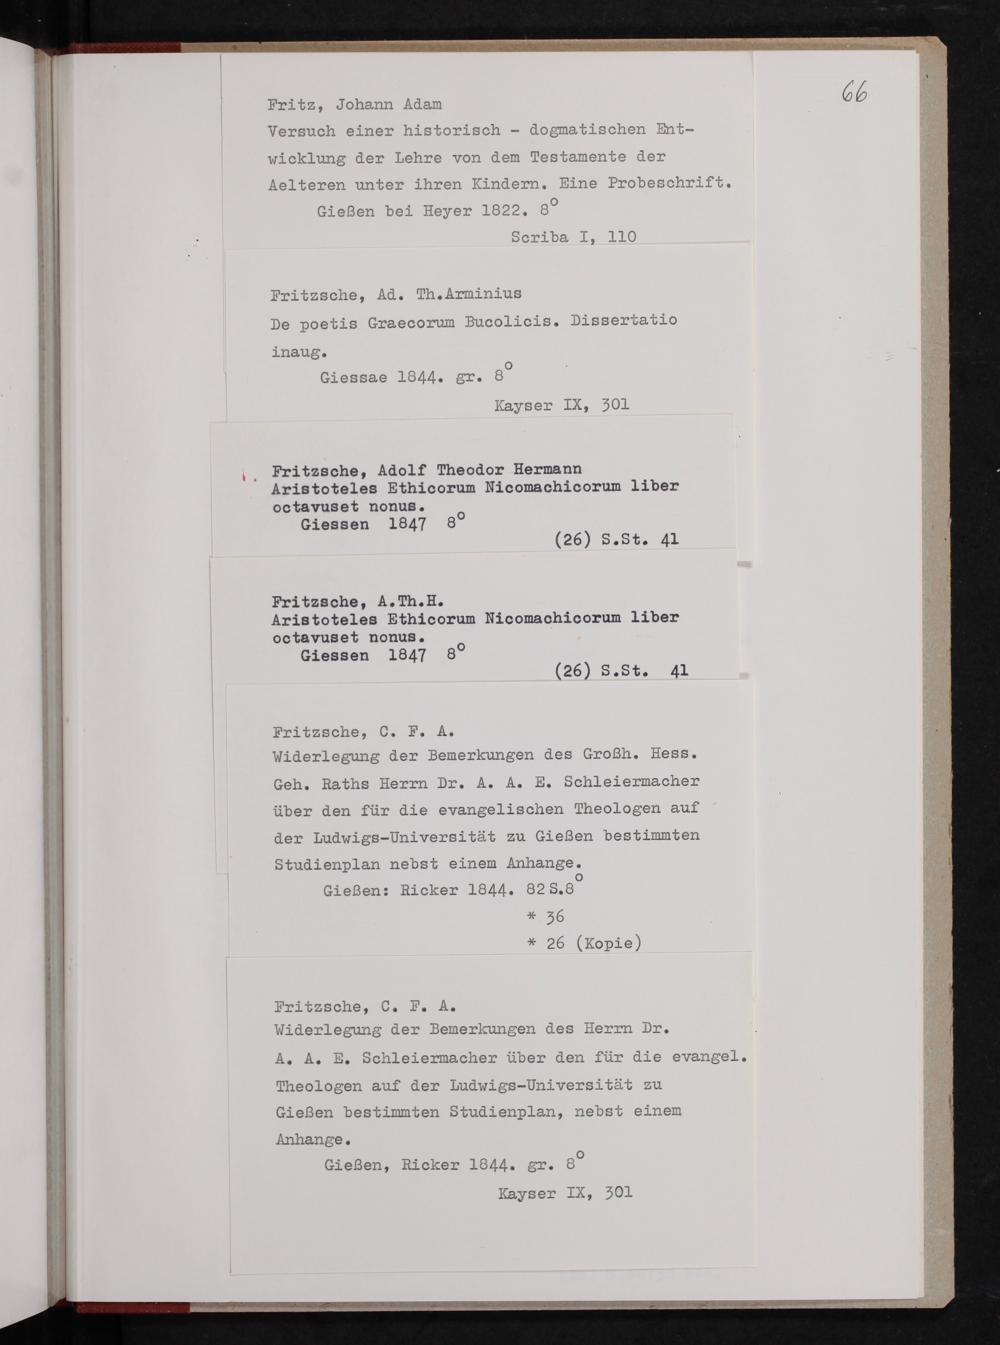 66
Fritz, Johann Adam
Versuch einer historisch - dogmatischen Ent-
wicklung der Lehre von dem Testamente der
Aelteren unter ihren Kindern. Eine Probeschrift.
Gießen bei Heyer 1822. 8°
Scriba I, 110
Fritzsche, Ad. Th.Arminius
De poetis Graecorum Bucolicis. Dissertatio
inaug.
Giessae 1844. gr. 8°
Kayser IX, 301
Fritzsche, Adolf Theodor Hermann
Aristoteles Ethicorum Nicomachicorum liber
octavuset nonus.
Giessen 1847 8°
(26) S.St. 41
Fritzsche, A.Th.H.
Aristoteles Ethicorum Nicomachicorum liber
octavuset nonus.
Giessen 1847 8°
(26) S.St. 41
Fritzsche, C. F. A.
Widerlegung der Bemerkungen des Großh. Hess.
Geh. Raths Herrn Dr. A. A. E. Schleiermacher
über den für die evangelischen Theologen auf
der Ludwigs-Universität zu Gießen bestimmten
Studienplan nebst einem Anhange.
Gießen: Ricker 1844. 82 S.8°
* 36
* 26 (Kopie)
Fritzsche, C. F. A.
Widerlegung der Bemerkungen des Herrn Dr.
A. A. E. Schleiermacher über den für die evangel.
Theologen auf der Ludwigs-Universität zu
Gießen bestimmten Studienplan, nebst einem
Anhange.
Gießen, Ricker 1844. gr. 8°
Kayser IX, 301